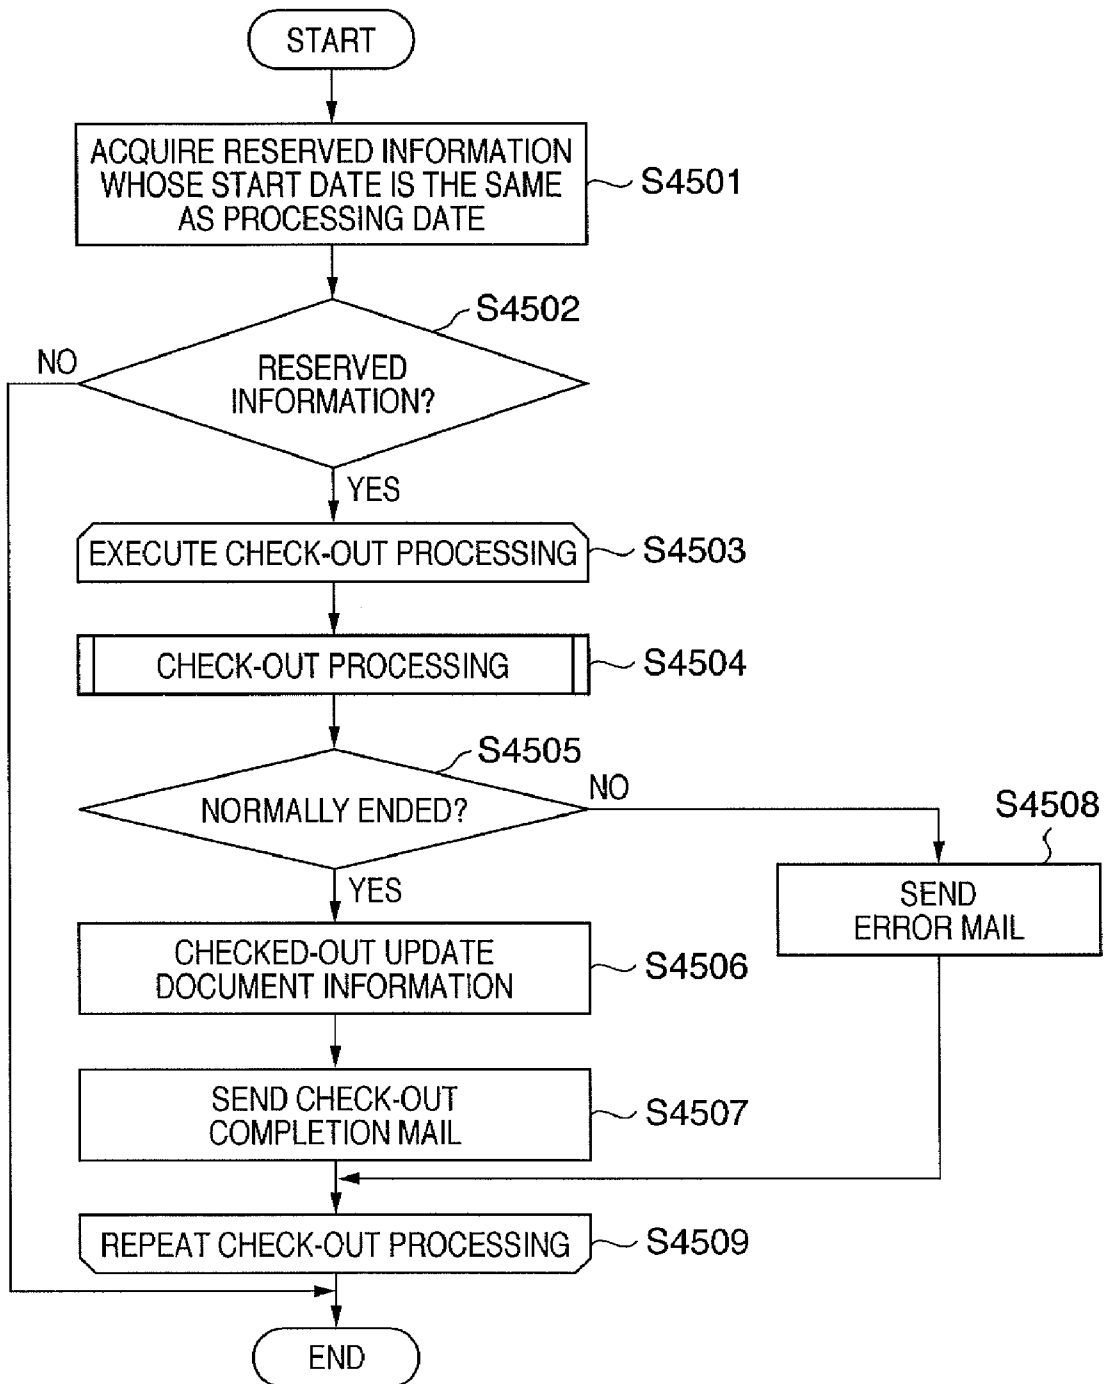 START
ACQUIRE RESERVED INFORMATION
WHOSE START DATE IS THE SAME
AS PROCESSING DATE
S4501
S4502
NO
RESERVED
INFORMATION?
YES
EXECUTE CHECK-OUT PROCESSING
S4503
CHECK-OUT PROCESSING
S4504
S4505
NORMALLY ENDED?
NO
S4508
YES
SEND
ERROR MAIL
CHECKED-OUT UPDATE
DOCUMENT INFORMATION
S4506
SEND CHECK-OUT
COMPLETION MAIL
S4507
REPEAT CHECK-OUT PROCESSING
S4509
END